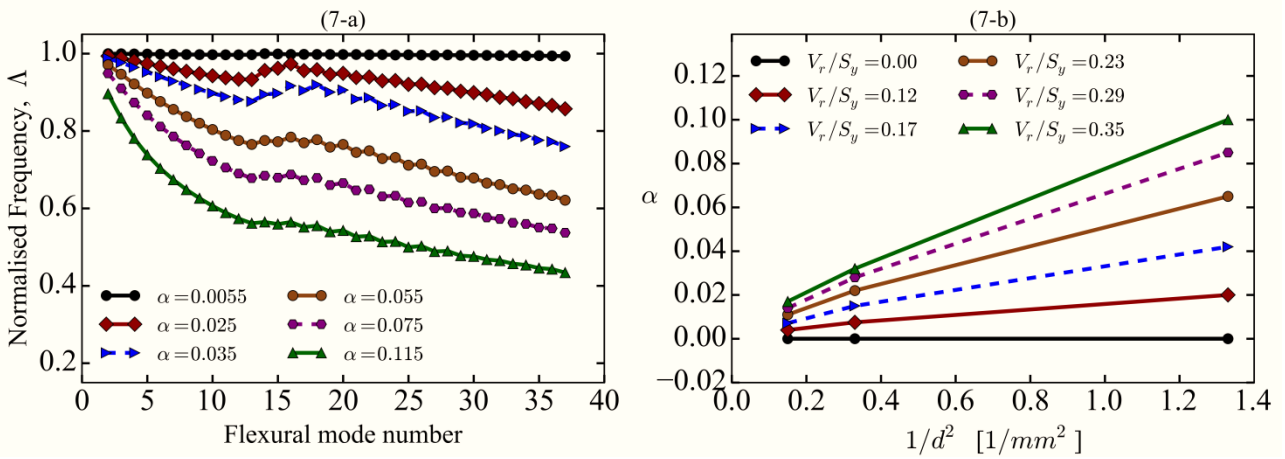 (7-a)
Normalised Frequency, Λ
1.0
0.8
0.6
0.4
0.2
0 5 10 15 20 25 30 35 40
Flexural mode number
α=0.0055
α=0.025
α=0.035
α=0.055
α=0.075
α=0.115
(7-b)
α
0.12
0.10
0.08
0.06
0.04
0.02
0.00
−0.02
0.0 0.2 0.4 0.6 0.8 1.0 1.2 1.4
1/d² [1/mm²]
V_r/S_y=0.00
V_r/S_y=0.12
V_r/S_y=0.17
V_r/S_y=0.23
V_r/S_y=0.29
V_r/S_y=0.35